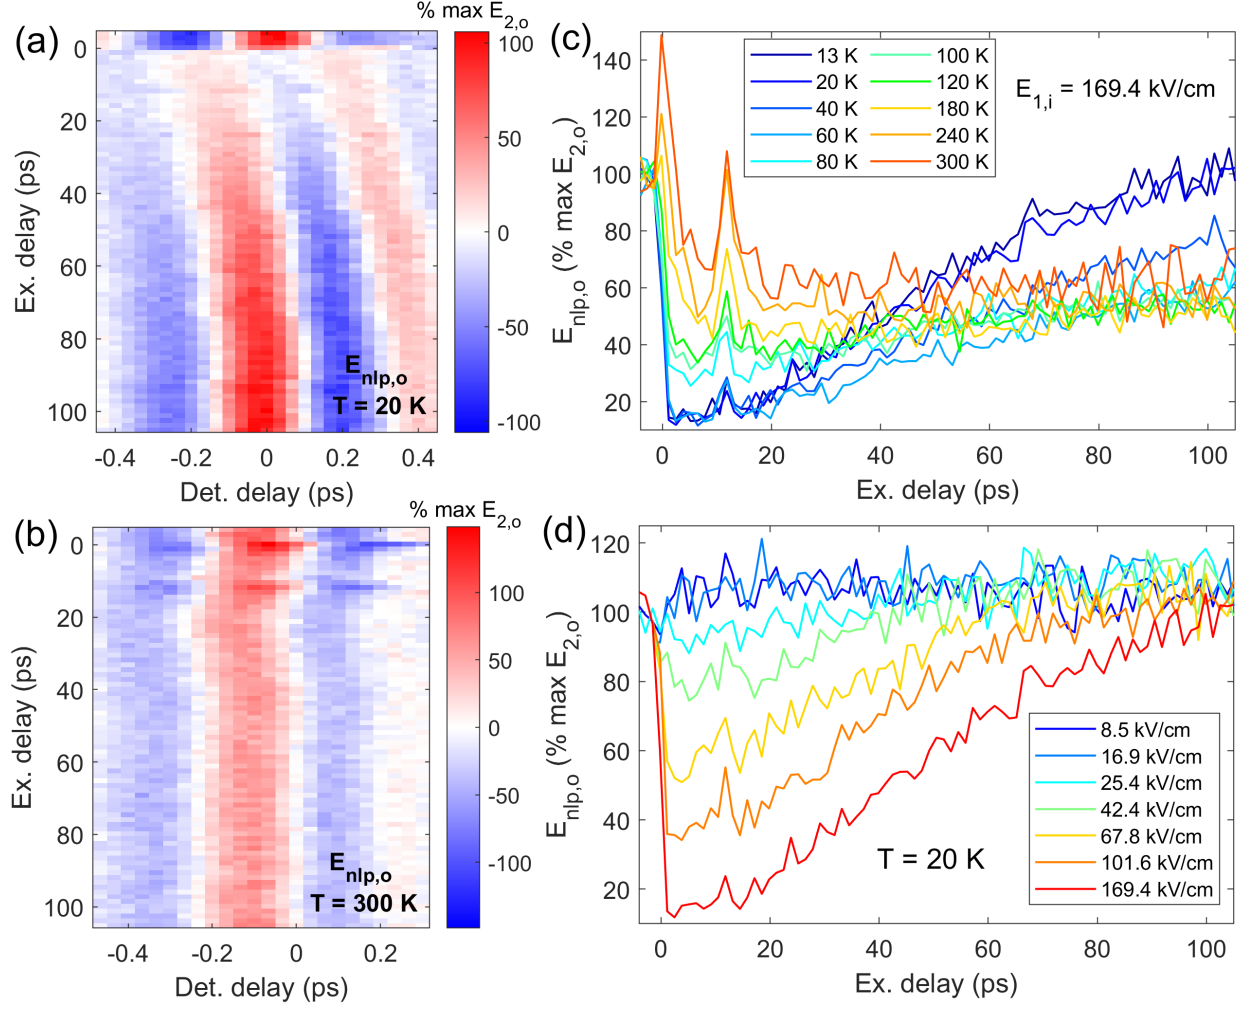 (a)
% max E2,o
100
50
0
-50
-100
0
20
40
60
80
100
Ex. delay (ps)
Enlp,o
T = 20 K
-0.4
-0.2
0
0.2
0.4
Det. delay (ps)
(b)
% max E2,o
100
50
0
-50
-100
0
20
40
60
80
100
Ex. delay (ps)
Enlp,o
T = 300 K
-0.4
-0.2
0
0.2
Det. delay (ps)
(c)
140
120
100
80
60
40
20
Enlp,o (% max E2,o)
13 K
20 K
40 K
60 K
80 K
100 K
120 K
180 K
240 K
300 K
E1,i = 169.4 kV/cm
0
20
40
60
80
100
Ex. delay (ps)
(d)
120
100
80
60
40
20
Enlp,o (% max E2,o)
8.5 kV/cm
16.9 kV/cm
25.4 kV/cm
42.4 kV/cm
67.8 kV/cm
101.6 kV/cm
169.4 kV/cm
T = 20 K
0
20
40
60
80
100
Ex. delay (ps)